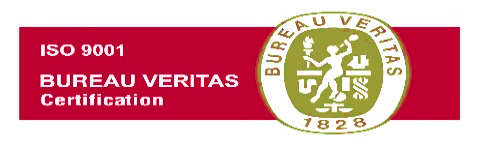 ISO 9001
BUREAU VERITAS
Certification
BUREAU VERITAS
1828